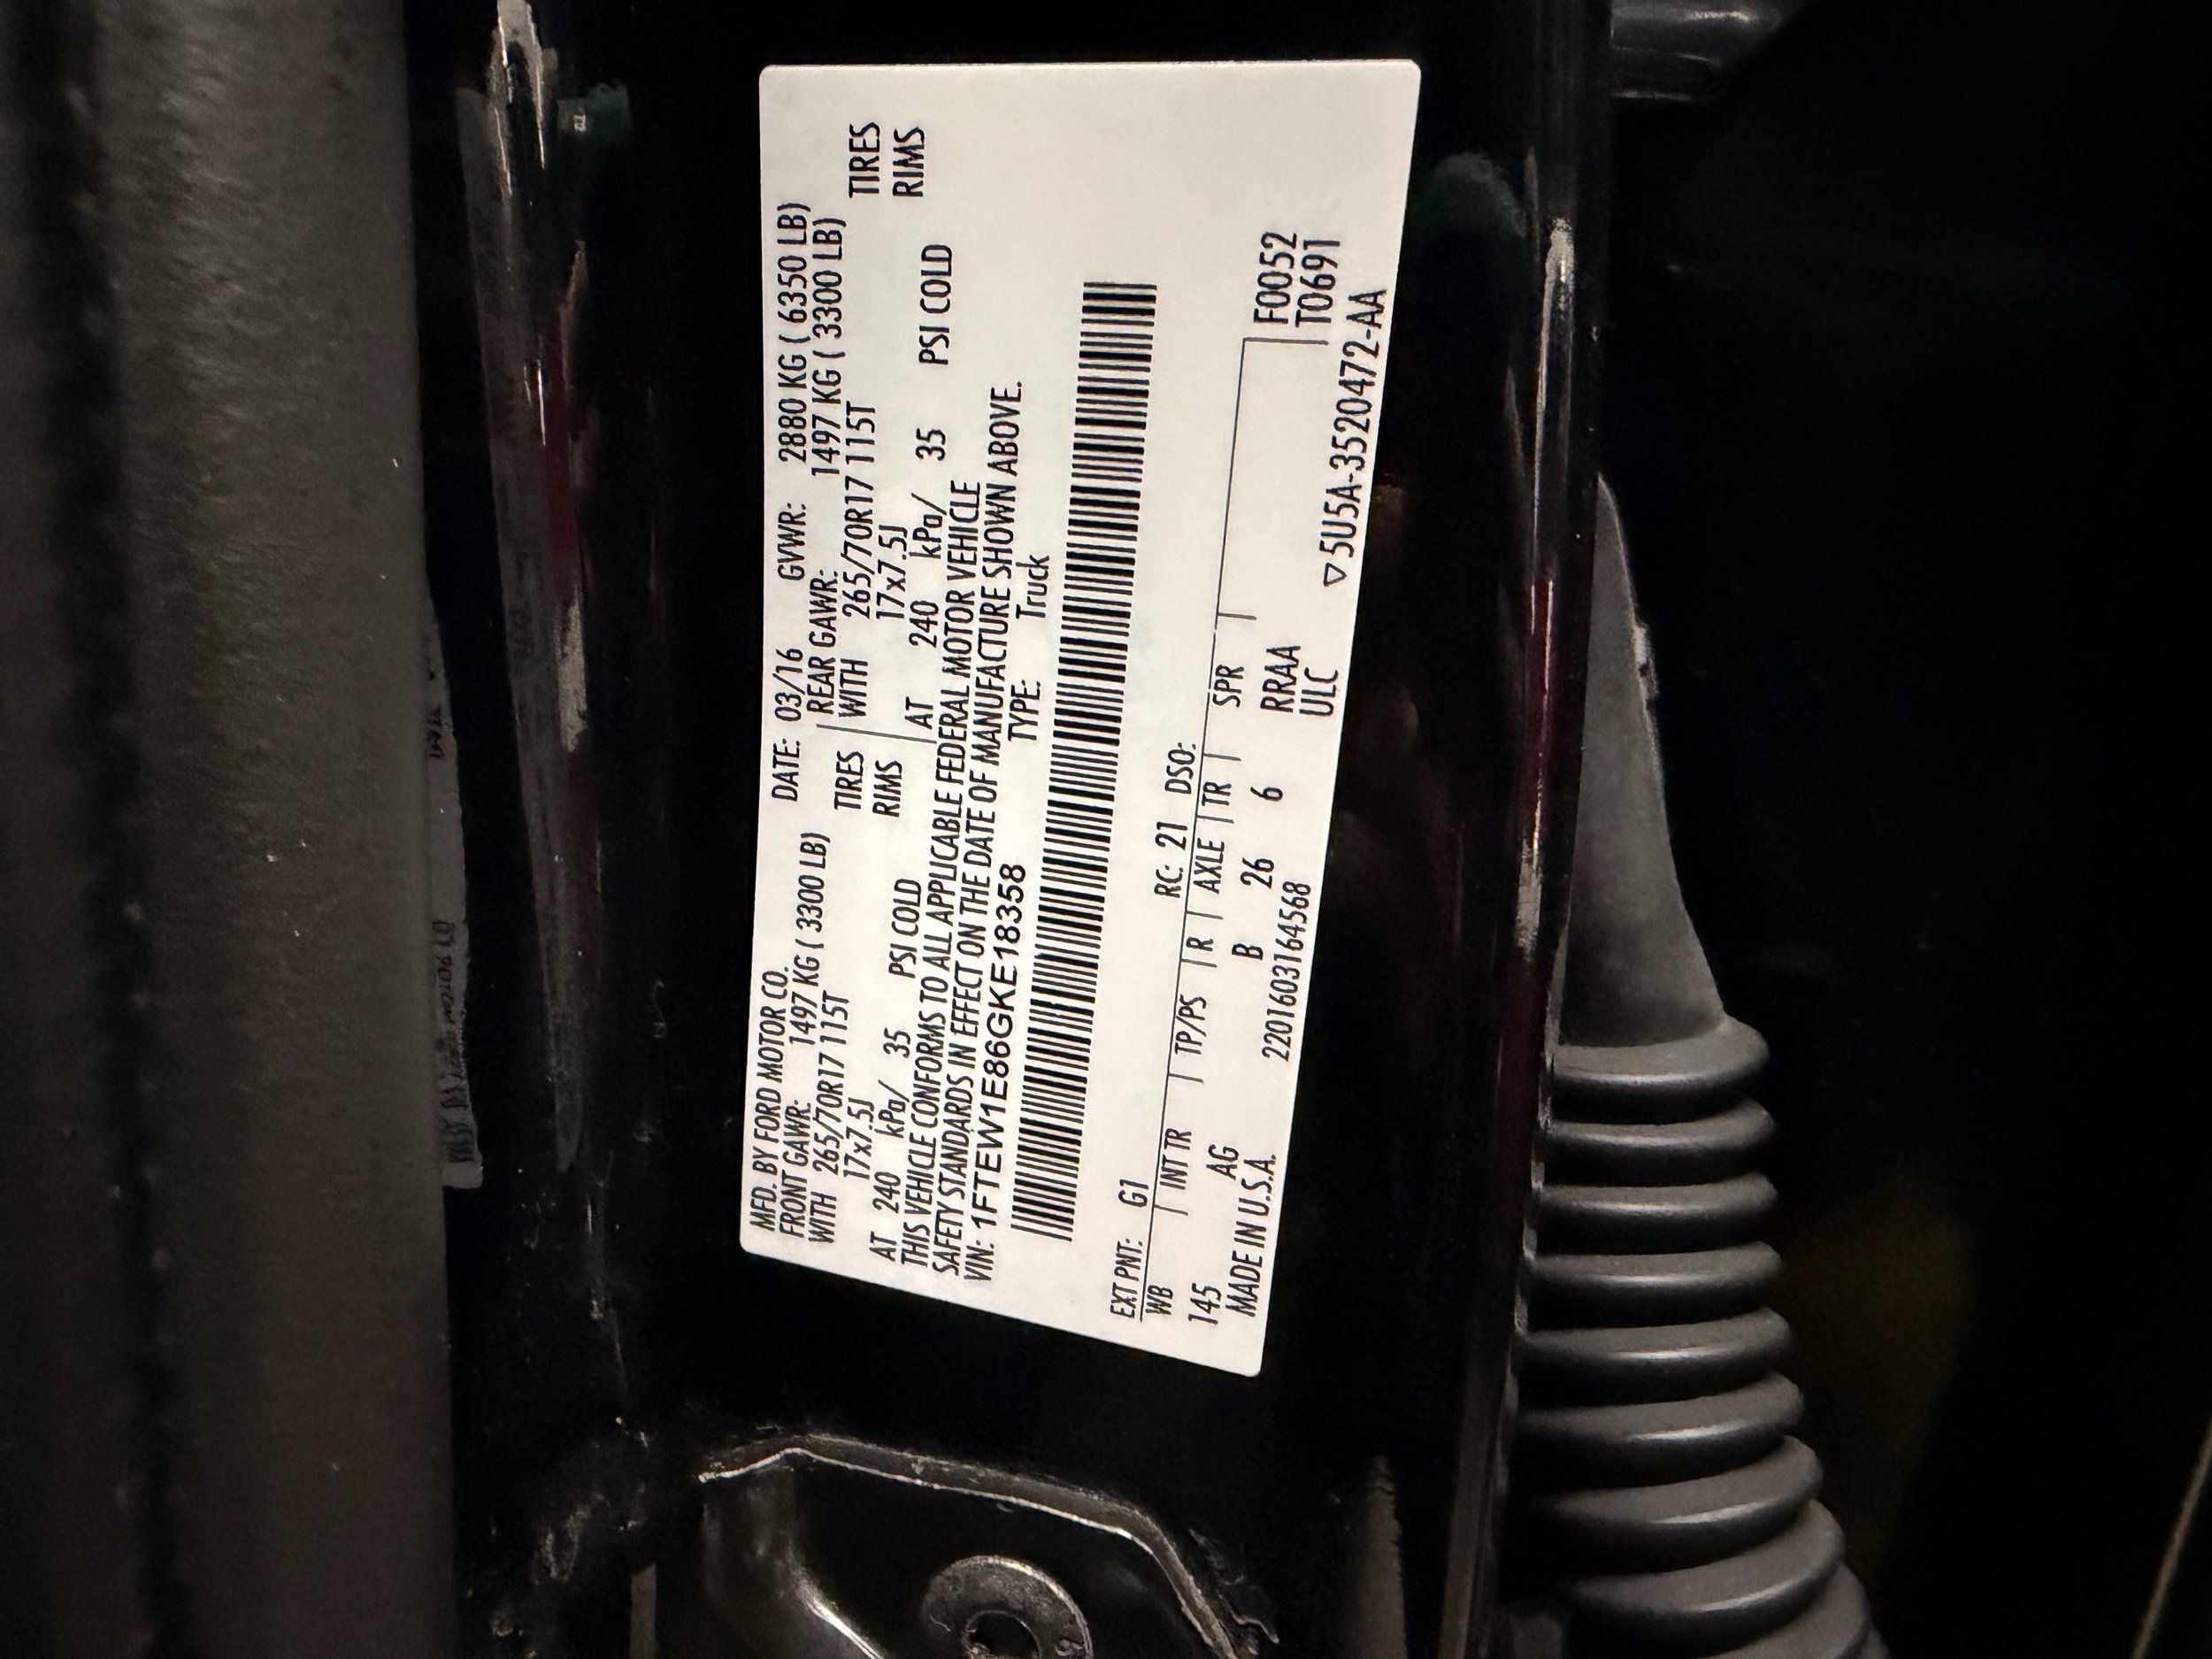 MFD. BY FORD MOTOR CO. DATE: 03/16 GVWR: 2880 KG ( 6350 LB)
FRONT GAWR: 1497 KG ( 3300 LB) REAR GAWR: 1497 KG ( 3300 LB)
WITH 265/70R17 115T TIRES WITH 265/70R17 115T TIRES
17x7.5J RIMS 17x7.5J RIMS
AT 240 kPa/ 35 PSI COLD AT 240 kPa/ 35 PSI COLD
THIS VEHICLE CONFORMS TO ALL APPLICABLE FEDERAL MOTOR VEHICLE
SAFETY STANDARDS IN EFFECT ON THE DATE OF MANUFACTURE SHOWN ABOVE.
VIN: 1FTEW1E86GKE18358 TYPE: Truck
EXT PNT: G1 RC: 21 DSO:
WB INT TR TP/PS R AXLE TR SPR
145 AG B 26 6 RRAA F0052
MADE IN U.S.A. 2201603164568 ULC T0691
▽5U5A-3520472-AA